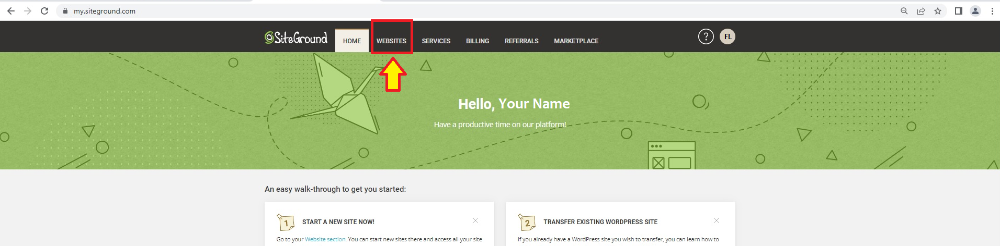 my.siteground.com
SiteGround HOME WEBSITES SERVICES BILLING REFERRALS MARKETPLACE ? FL
Hello, Your Name
Have a productive time on our platform!
An easy walk-through to get you started:
1 START A NEW SITE NOW!
Go to your Website section. You can start new sites there and access all your site
2 TRANSFER EXISTING WORDPRESS SITE
If you already have a WordPress site you wish to transfer, you can learn how to